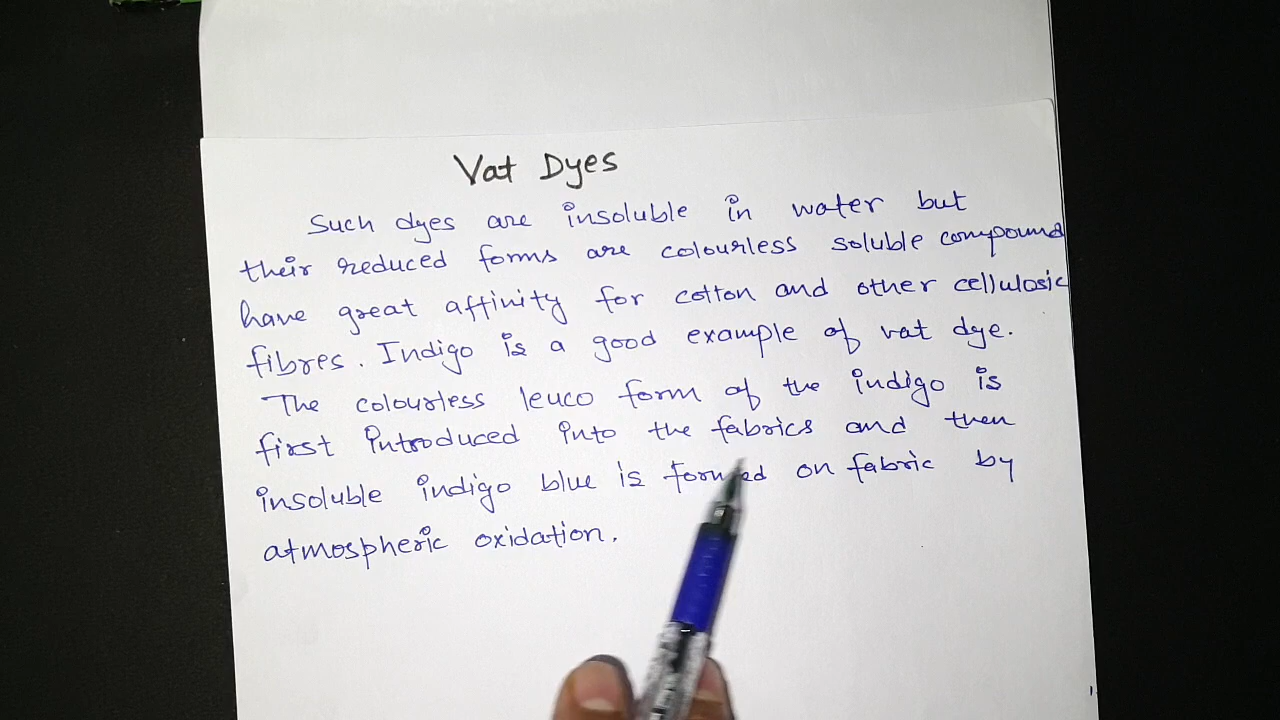 Vat Dyes
Such dyes are insoluble in water but
their reduced forms are colourless soluble compound
have great affinity for cotton and other cellulosic
fibres. Indigo is a good example of vat dye.
The colourless leuco form of the indigo is
first introduced into the fabrics and then
insoluble indigo blue is formed on fabric by
atmospheric oxidation.